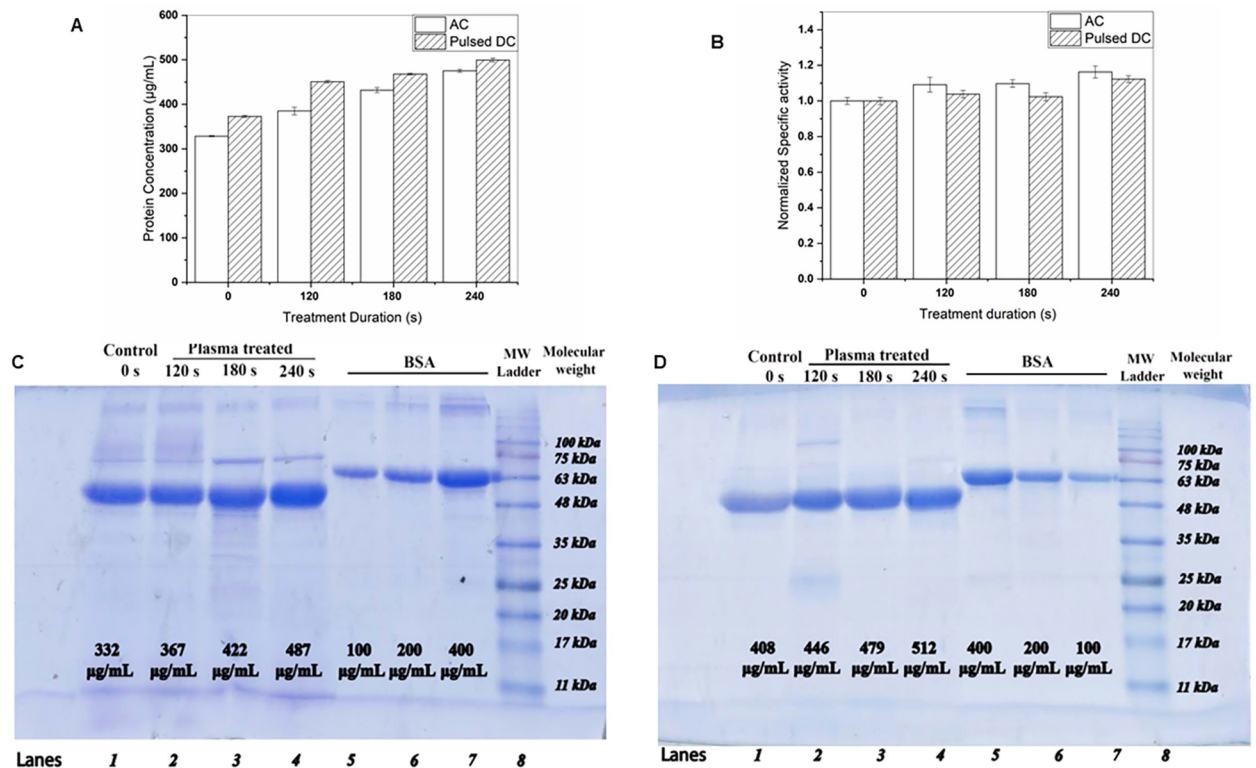 A
600
500
400
300
200
100
0
Protein Concentration (µg/mL)
AC
Pulsed DC
0 120 180 240
Treatment Duration (s)
B
1.4
1.2
1.0
0.8
0.6
0.4
0.2
0.0
Normalized Specific activity
AC
Pulsed DC
0 120 180 240
Treatment duration (s)
C
Control Plasma treated BSA MW Molecular
0 s 120 s 180 s 240 s Ladder weight
100 kDa
75 kDa
63 kDa
48 kDa
35 kDa
25 kDa
20 kDa
17 kDa
11 kDa
332 367 422 487 100 200 400
µg/mL µg/mL µg/mL µg/mL µg/mL µg/mL µg/mL
Lanes 1 2 3 4 5 6 7 8
D
Control Plasma treated BSA MW Molecular
0 s 120 s 180 s 240 s Ladder weight
100 kDa
75 kDa
63 kDa
48 kDa
35 kDa
25 kDa
20 kDa
17 kDa
11 kDa
408 446 479 512 400 200 100
µg/mL µg/mL µg/mL µg/mL µg/mL µg/mL µg/mL
Lanes 1 2 3 4 5 6 7 8